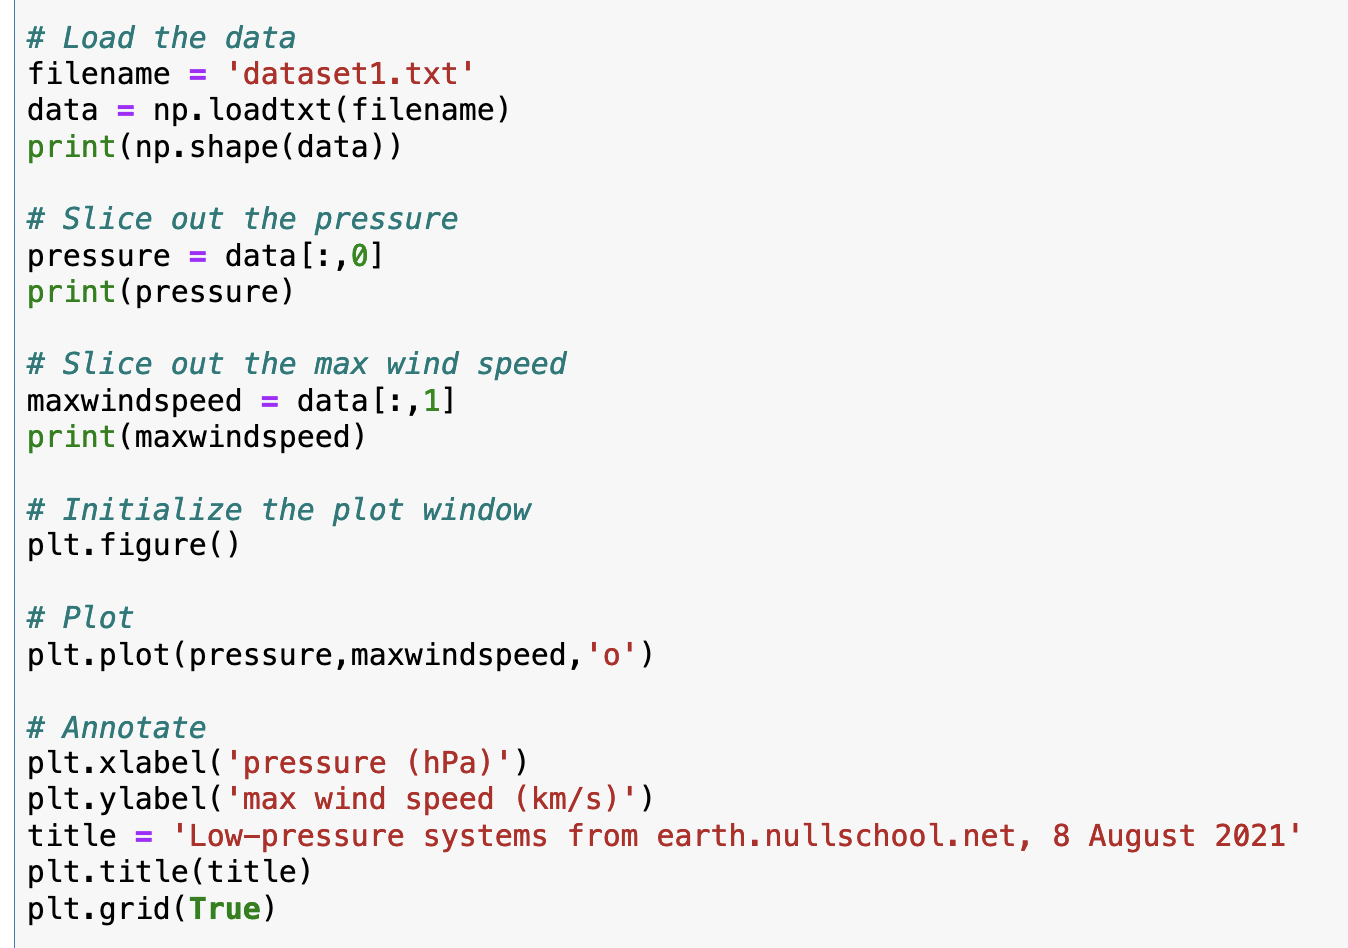 # Load the data
filename = 'dataset1.txt'
data = np.loadtxt(filename)
print(np.shape(data))

# Slice out the pressure
pressure = data[:,0]
print(pressure)

# Slice out the max wind speed
maxwindspeed = data[:,1]
print(maxwindspeed)

# Initialize the plot window
plt.figure()

# Plot
plt.plot(pressure,maxwindspeed,'o')

# Annotate
plt.xlabel('pressure (hPa)')
plt.ylabel('max wind speed (km/s)')
title = 'Low-pressure systems from earth.nullschool.net, 8 August 2021'
plt.title(title)
plt.grid(True)